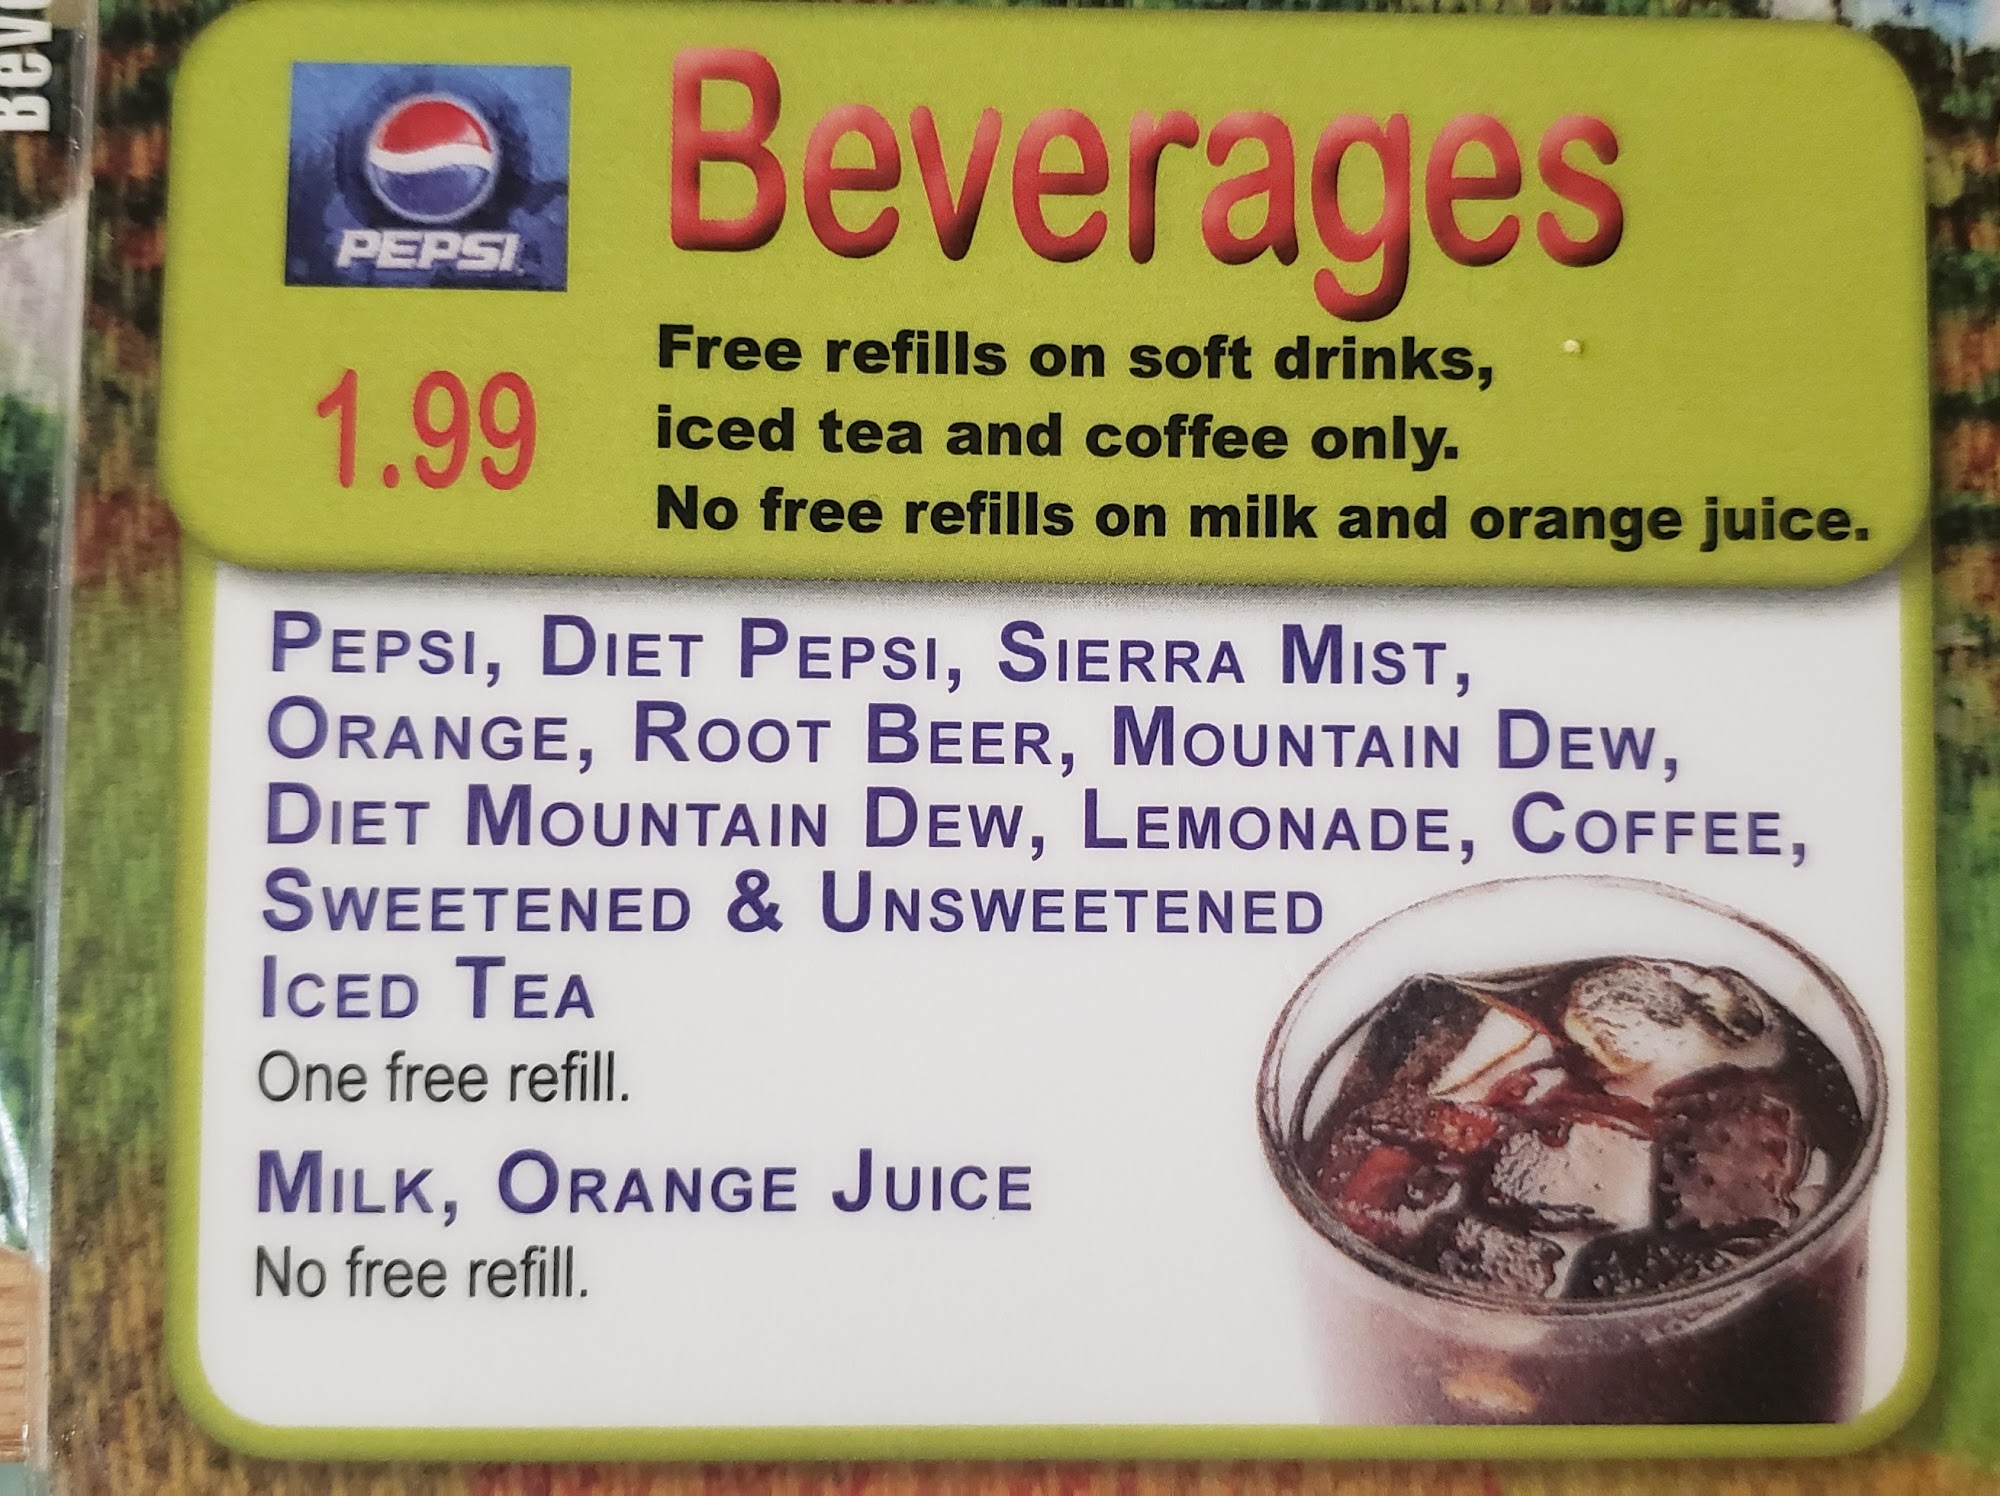 Beve
PEPSI
Beverages
1.99
Free refills on soft drinks,
iced tea and coffee only.
No free refills on milk and orange juice.
PEPSI, DIET PEPSI, SIERRA MIST,
ORANGE, ROOT BEER, MOUNTAIN DEW,
DIET MOUNTAIN DEW, LEMONADE, COFFEE,
SWEETENED & UNSWEETENED
ICED TEA
One free refill.
MILK, ORANGE JUICE
No free refill.